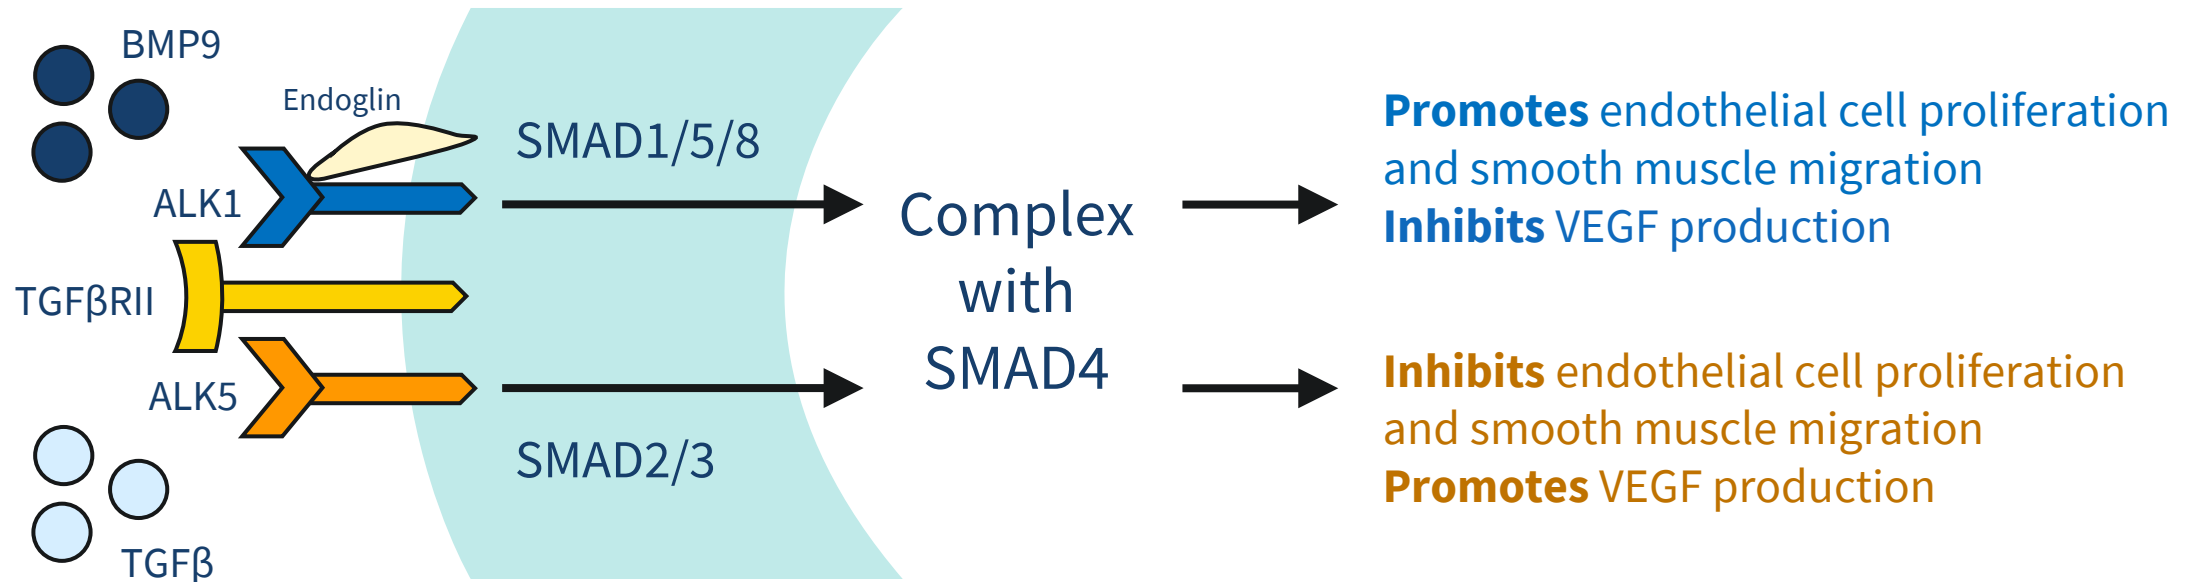 BMP9
Endoglin
ALK1
TGFβRII
ALK5
TGFβ
SMAD1/5/8
SMAD2/3
Complex
with
SMAD4
Promotes endothelial cell proliferation
and smooth muscle migration
Inhibits VEGF production
Inhibits endothelial cell proliferation
and smooth muscle migration
Promotes VEGF production